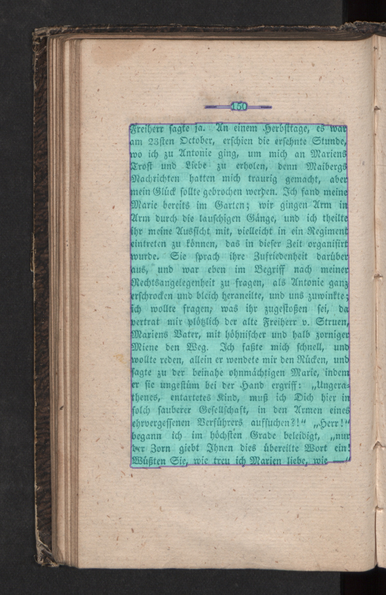 150
Freiherr sagte ja. An einem Herbsttage, es war
am 28sten October, erschien die ersehnte Stunde,
wo ich zu Antonie ging, um mich an Mariens
Trost und Liebe zu erholen, denn Maibergs
Nachrichten hatten mich traurig gemacht, aber
mein Glück sollte gebrochen werden. Ich fand meine
Marie bereits im Garten; wir gingen Arm in
Arm durch die lauschigen Gänge, und ich theilte
ihr meine Aussicht mit, vielleicht in ein Regiment
eintreten zu können, das in dieser Zeit organisirt
wurde. Sie sprach ihre Zufriedenheit darüber
aus, und war eben im Begriff nach meiner
Rechtsangelegenheit zu fragen, als Antonie ganz
erschrocken und bleich heraneilte, und uns zuwinkte;
ich wollte fragen, was ihr zugestoßen sei, da
vertrat mir plötzlich der alte Freiherr v. Struen,
Mariens Vater, mit höhnischer und halb zorniger
Miene den Weg. Ich faßte mich schnell, und
wollte reden, allein er wendete mir den Rücken, und
sagte zu der beinahe ohnmächtigen Marie, indem
er sie ungestüm bei der Hand ergriff: „Ungera-
thenes, entartetes Kind, muß ich Dich hier in
solch sauberer Gesellschaft, in den Armen eines
ehrvergessenen Verführers aufsuchen?!“ „Herr!“
begann ich im höchsten Grade beleidigt, „nur
der Zorn giebt Ihnen dies übereilte Wort ein!
Wüßten Sie, wie treu ich Marien liebe, wie —“